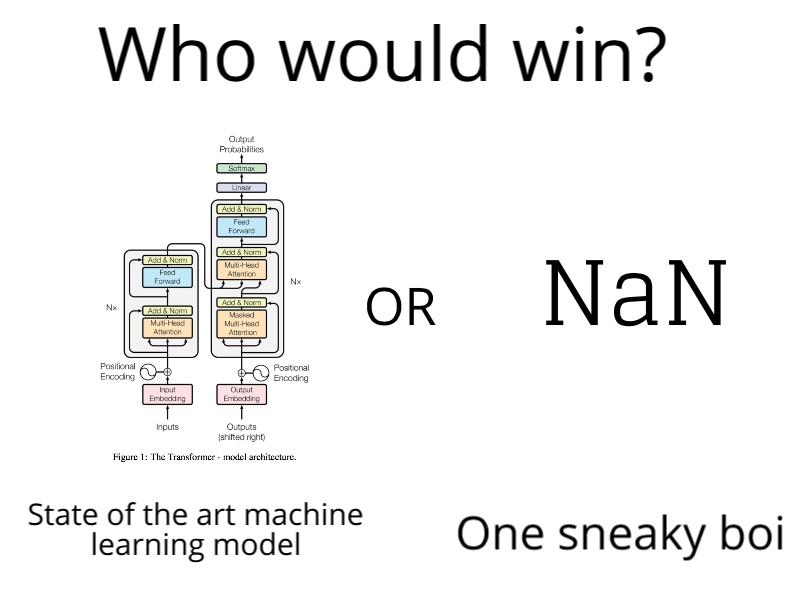 Who would win?
Output
Probabilities
Softmax
Linear
Add & Norm
Feed
Forward
Add & Norm
Multi-Head
Attention
Nx
Add & Norm
Masked
Multi-Head
Attention
Add & Norm
Feed
Forward
Nx
Add & Norm
Multi-Head
Attention
Positional
Encoding
Positional
Encoding
Input
Embedding
Output
Embedding
Inputs
Outputs
(shifted right)
Figure 1: The Transformer - model architecture.
OR
NaN
State of the art machine
learning model
One sneaky boi